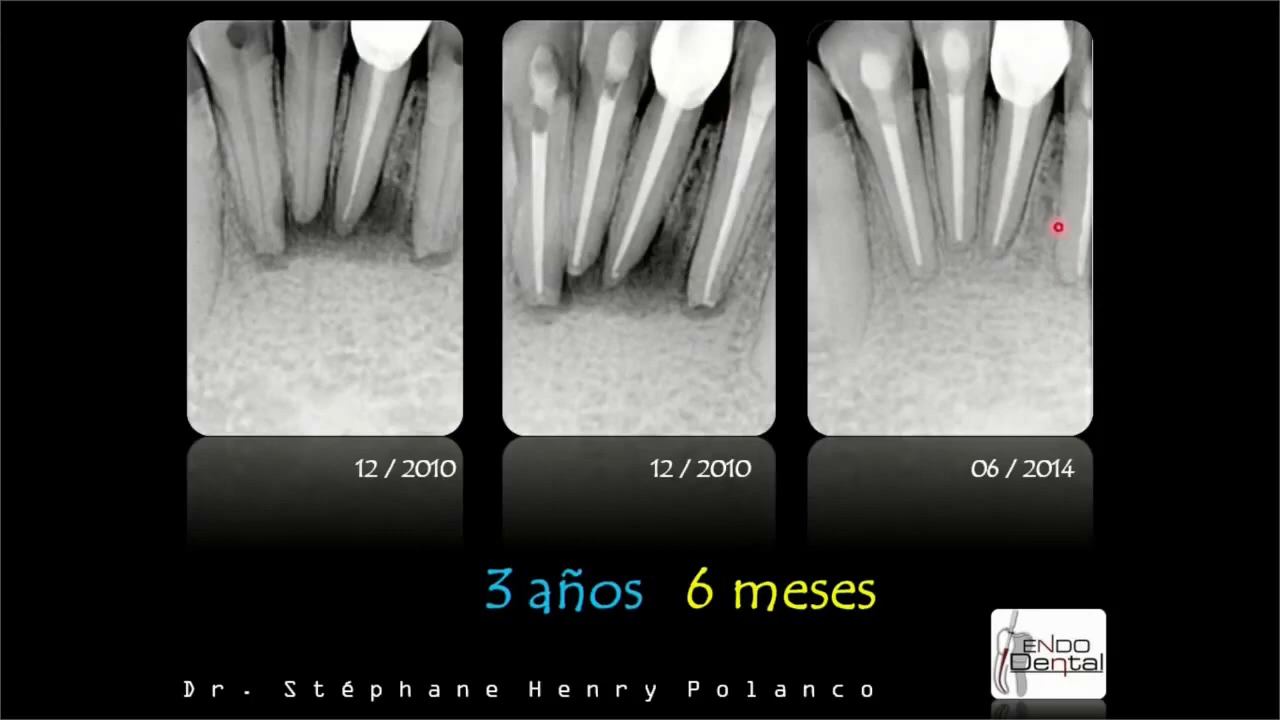 12 / 2010
12 / 2010
06 / 2014
3 años 6 meses
ENDO
Dental
Dr. Stéphane Henry Polanco